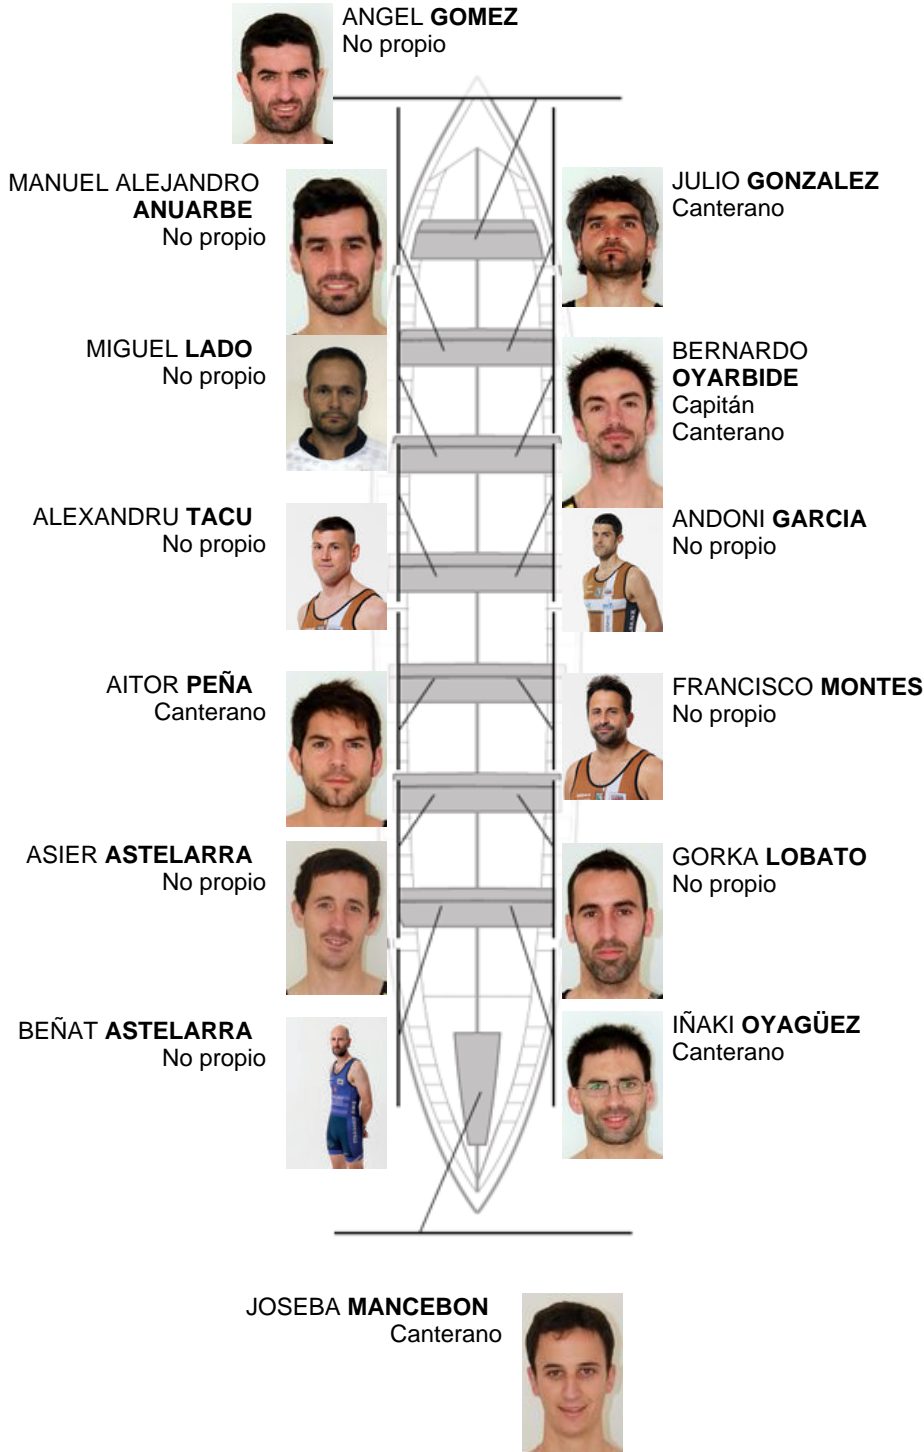 ANGEL GOMEZ
No propio
MANUEL ALEJANDRO
ANUARBE
No propio
JULIO GONZALEZ
Canterano
MIGUEL LADO
No propio
BERNARDO
OYARBIDE
Capitán
Canterano
ALEXANDRU TACU
No propio
ANDONI GARCIA
No propio
AITOR PEÑA
Canterano
FRANCISCO MONTES
No propio
ASIER ASTELARRA
No propio
GORKA LOBATO
No propio
BEÑAT ASTELARRA
No propio
IÑAKI OYAGÜEZ
Canterano
JOSEBA MANCEBON
Canterano